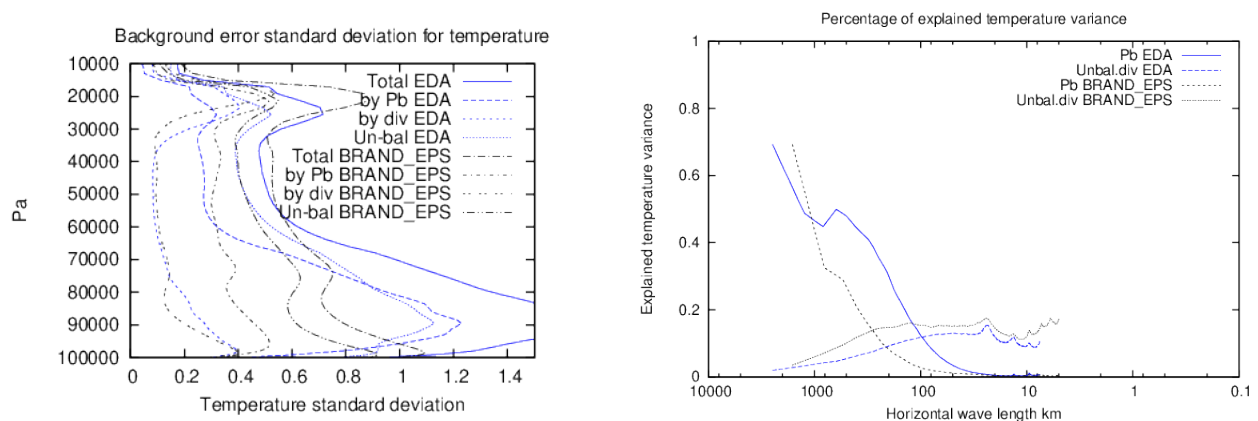 Background error standard deviation for temperature
10000
20000
30000
40000
50000
60000
70000
80000
90000
100000
Pa
Total EDA
by Pb EDA
by div EDA
Un-bal EDA
Total BRAND_EPS
by Pb BRAND_EPS
by div BRAND_EPS
Un-bal BRAND_EPS
0 0.2 0.4 0.6 0.8 1 1.2 1.4
Temperature standard deviation
Percentage of explained temperature variance
1
0.8
0.6
0.4
0.2
0
Explained temperature variance
Pb EDA
Unbal.div EDA
Pb BRAND_EPS
Unbal.div BRAND_EPS
10000 1000 100 10 1 0.1
Horizontal wave length km